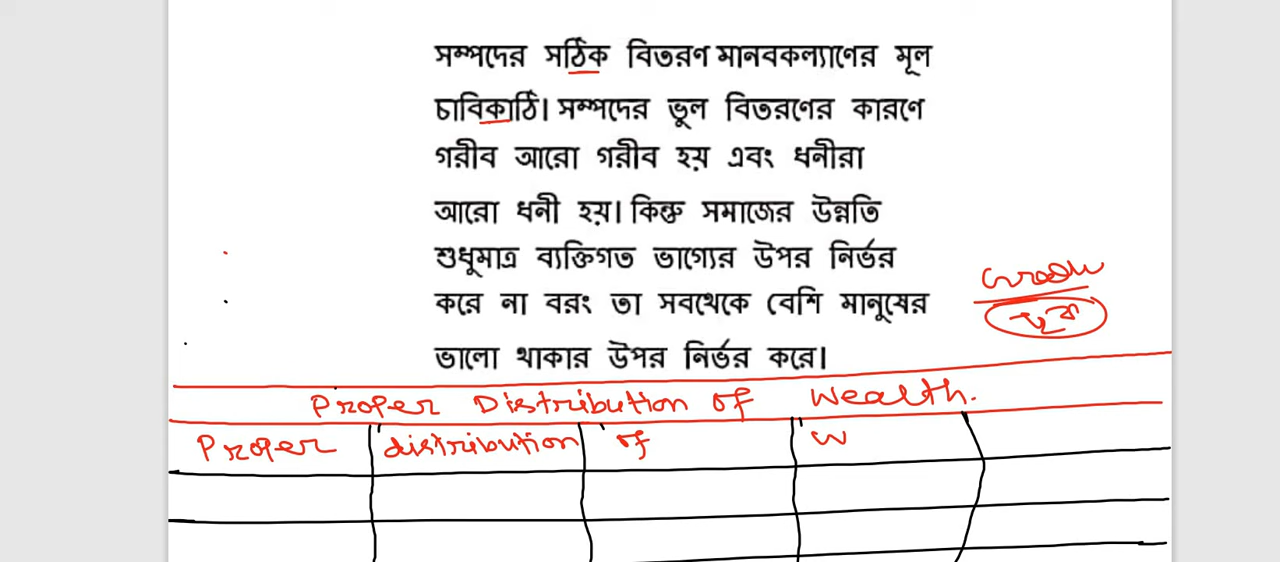 সম্পদের সঠিক বিতরণ মানবকল্যাণের মূল
চাবিকাঠি। সম্পদের ভুল বিতরণের কারণে
গরীব আরো গরীব হয় এবং ধনীরা
আরো ধনী হয়। কিন্তু সমাজের উন্নতি
শুধুমাত্র ব্যক্তিগত ভাগ্যের উপর নির্ভর
করে না বরং তা সবথেকে বেশি মানুষের
ভালো থাকার উপর নির্ভর করে।
Proper Distribution of Wealth.
Proper distribution of w